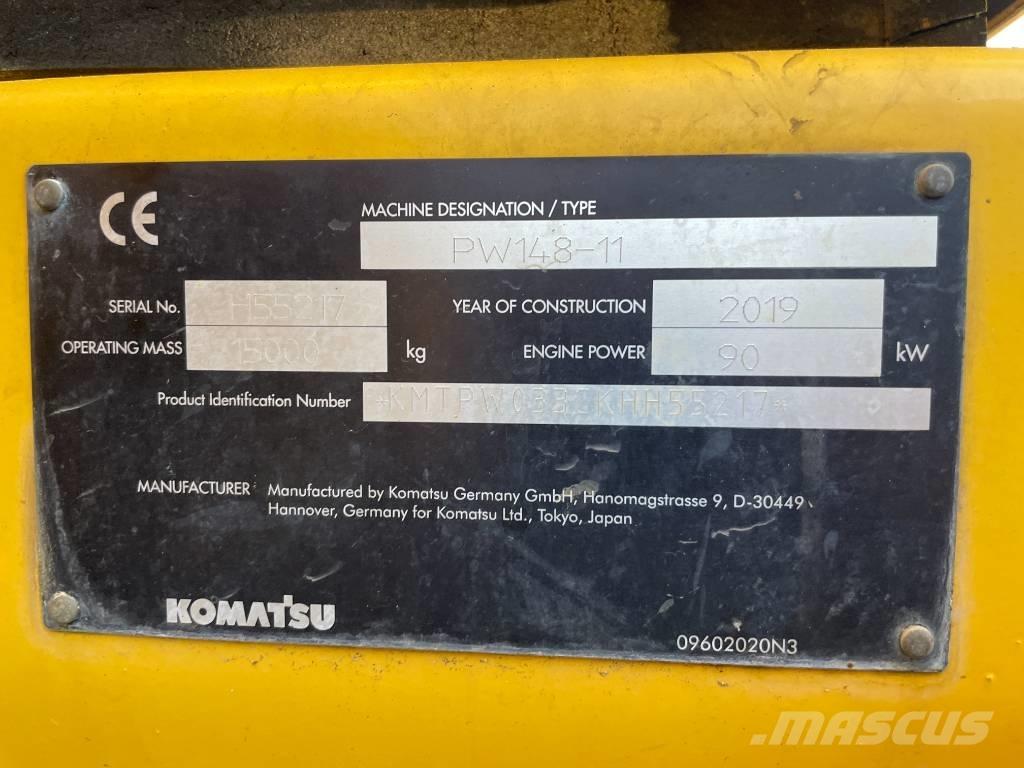 CE
MACHINE DESIGNATION / TYPE
PW148-11
SERIAL No. H55217 YEAR OF CONSTRUCTION 2019
OPERATING MASS 15000 kg ENGINE POWER 90 kW
Product Identification Number
MANUFACTURER Manufactured by Komatsu Germany GmbH, Hanomagstrasse 9, D-30449
Hannover, Germany for Komatsu Ltd., Tokyo, Japan
KOMATSU
09602020N3
.MASCUS